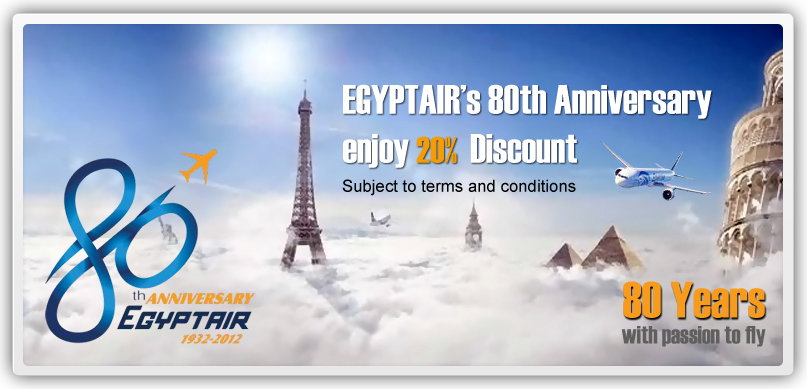 EGYPTAIR's 80th Anniversary
enjoy 20% Discount
Subject to terms and conditions
80
th ANNIVERSARY
EGYPTAIR
1932-2012
80 Years
with passion to fly